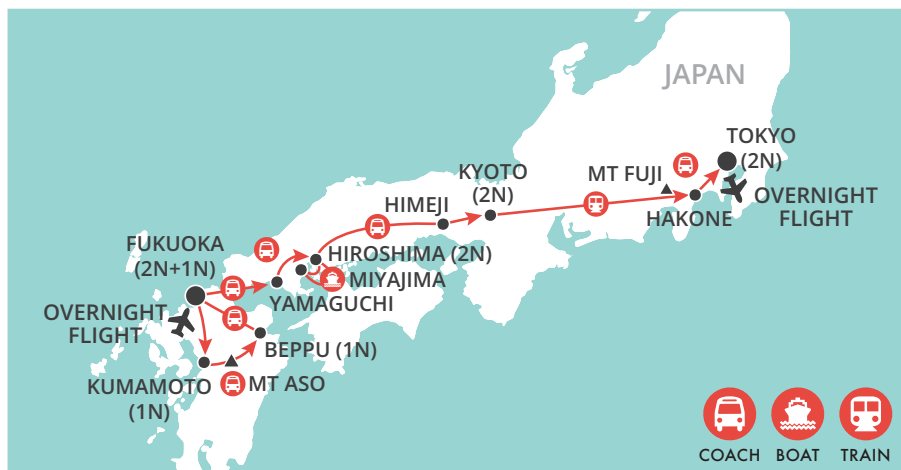 JAPAN
TOKYO
(2N)
KYOTO
(2N)
MT FUJI
OVERNIGHT
FLIGHT
HIMEJI
HAKONE
FUKUOKA
(2N+1N)
HIROSHIMA (2N)
MIYAJIMA
YAMAGUCHI
OVERNIGHT
FLIGHT
BEPPU (1N)
KUMAMOTO
(1N)
MT ASO
COACH
BOAT
TRAIN